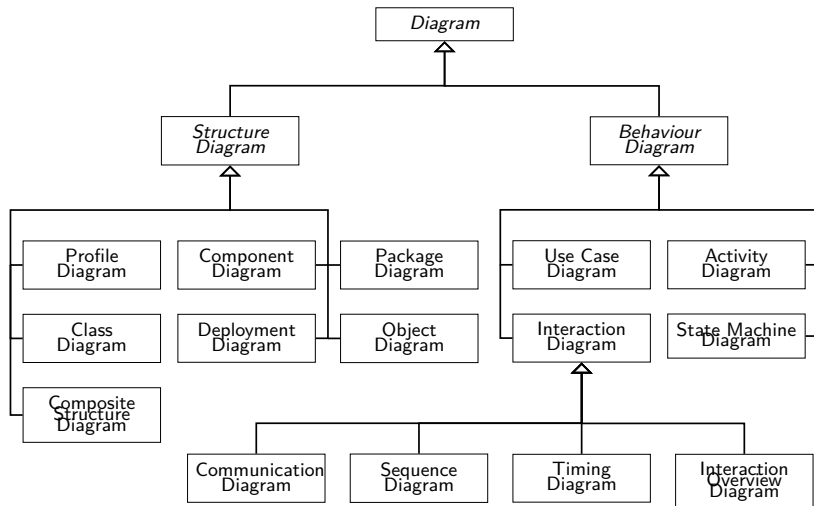 Diagram
Structure
Diagram
Behaviour
Diagram
Profile
Diagram
Component
Diagram
Package
Diagram
Use Case
Diagram
Activity
Diagram
Class
Diagram
Deployment
Diagram
Object
Diagram
Interaction
Diagram
State Machine
Diagram
Composite
Structure
Diagram
Communication
Diagram
Sequence
Diagram
Timing
Diagram
Interaction
Overview
Diagram